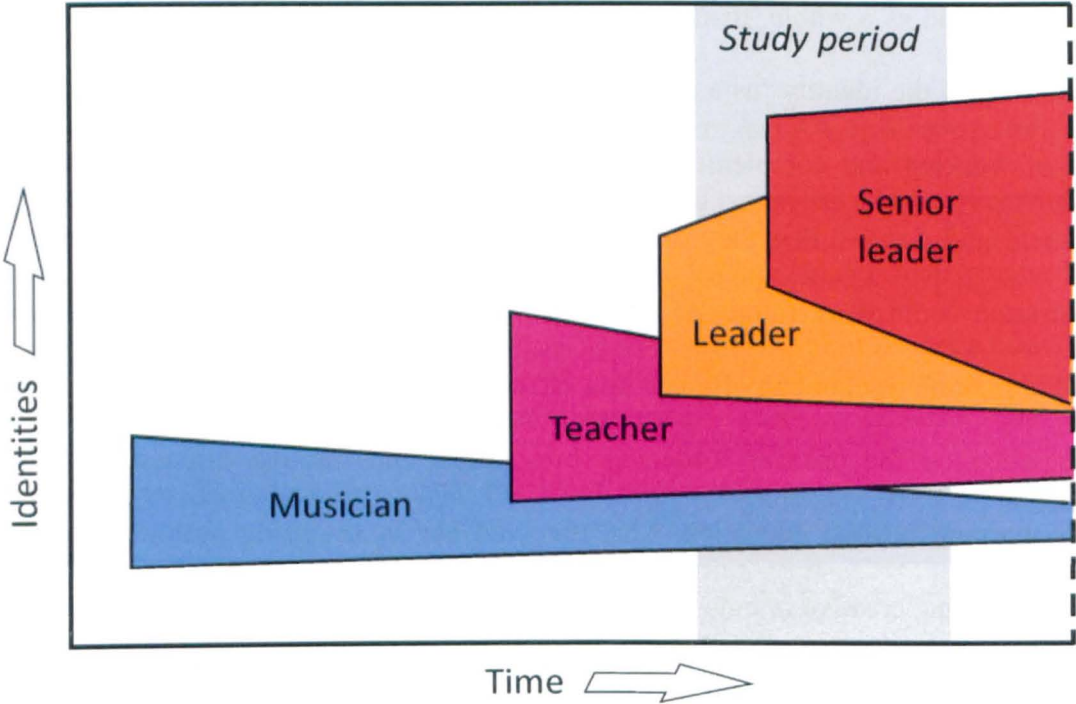 Study period
Senior
leader
Leader
Teacher
Musician
Identities
Time